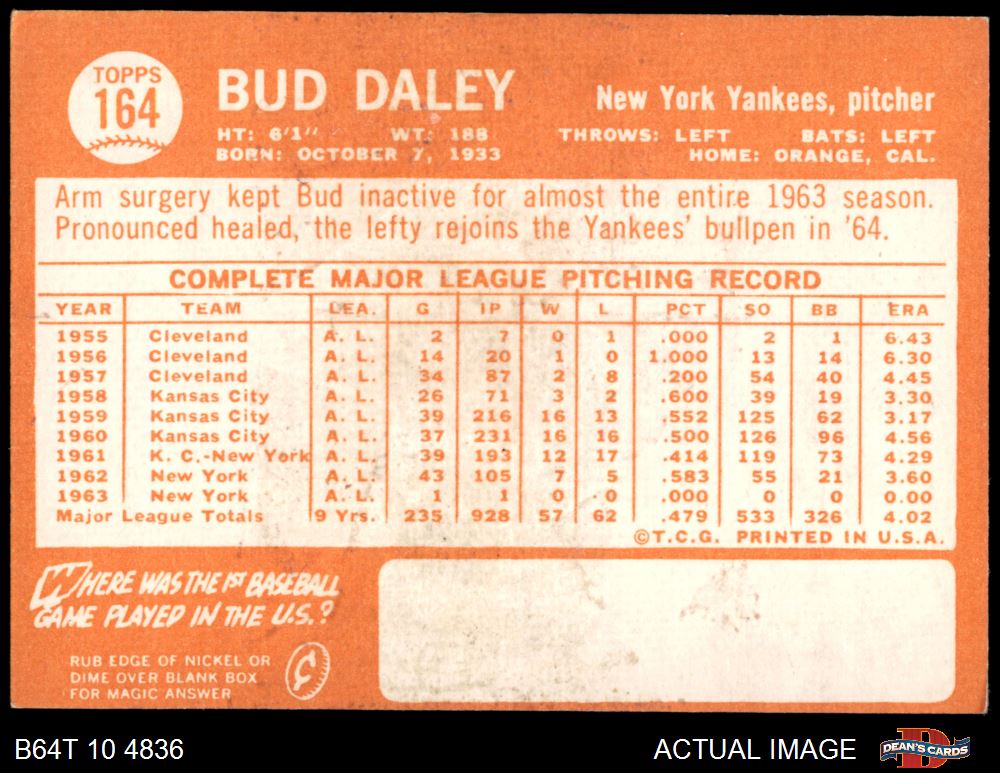 TOPPS
164
BUD DALEY
New York Yankees, pitcher
HT: 6'1" WT: 188 THROWS: LEFT BATS: LEFT
BORN: OCTOBER 7, 1933 HOME: ORANGE, CAL.
Arm surgery kept Bud inactive for almost the entire 1963 season.
Pronounced healed, the lefty rejoins the Yankees' bullpen in '64.
COMPLETE MAJOR LEAGUE PITCHING RECORD
YEAR TEAM LEA. G IP W L PCT SO BB ERA
1955 Cleveland A. L. 2 7 0 1 .000 2 1 6.43
1956 Cleveland A. L. 14 20 1 0 1.000 13 14 6.30
1957 Cleveland A. L. 34 87 2 8 .200 54 40 4.45
1958 Kansas City A. L. 26 71 3 2 .600 39 19 3.30
1959 Kansas City A. L. 39 216 16 13 .552 125 62 3.17
1960 Kansas City A. L. 37 231 16 16 .500 126 96 4.56
1961 K. C.-New York A. L. 39 193 12 17 .414 119 73 4.29
1962 New York A. L. 43 105 7 5 .583 55 21 3.60
1963 New York A. L. 1 1 0 0 .000 0 0 0.00
Major League Totals 9 Yrs. 235 928 57 62 .479 533 326 4.02
©T.C.G. PRINTED IN U.S.A.
WHERE WAS THE 1ST BASEBALL
GAME PLAYED IN THE U.S.?
RUB EDGE OF NICKEL OR
DIME OVER BLANK BOX
FOR MAGIC ANSWER
B64T 10 4836 ACTUAL IMAGE DEAN'S CARDS